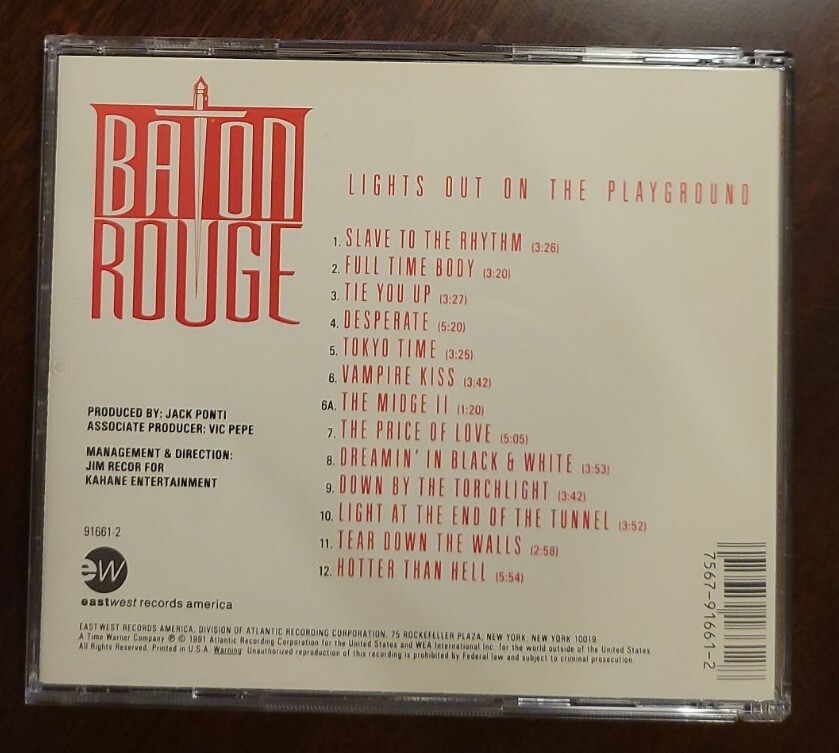 BATON
ROUGE
LIGHTS OUT ON THE PLAYGROUND
1. SLAVE TO THE RHYTHM (3:26)
2. FULL TIME BODY (3:20)
3. TIE YOU UP (3:27)
4. DESPERATE (5:20)
5. TOKYO TIME (3:25)
6. VAMPIRE KISS (3:42)
6A. THE MIDGE II (1:20)
7. THE PRICE OF LOVE (5:05)
8. DREAMIN' IN BLACK & WHITE (3:53)
9. DOWN BY THE TORCHLIGHT (3:42)
10. LIGHT AT THE END OF THE TUNNEL (3:52)
11. TEAR DOWN THE WALLS (2:58)
12. HOTTER THAN HELL (5:54)
PRODUCED BY: JACK PONTI
ASSOCIATE PRODUCER: VIC PEPE
MANAGEMENT & DIRECTION:
JIM RECOR FOR
KAHANE ENTERTAINMENT
91661-2
ew
eastwest records america
EAST WEST RECORDS AMERICA, DIVISION OF ATLANTIC RECORDING CORPORATION, 75 ROCKEFELLER PLAZA, NEW YORK, NEW YORK 10019.
A Time Warner Company ℗ © 1991 Atlantic Recording Corporation for the United States and WEA International Inc. for the world outside of the United States.
All Rights Reserved. Printed in U.S.A. Warning: Unauthorized reproduction of this recording is prohibited by Federal law and subject to criminal prosecution.
7567-91661-2